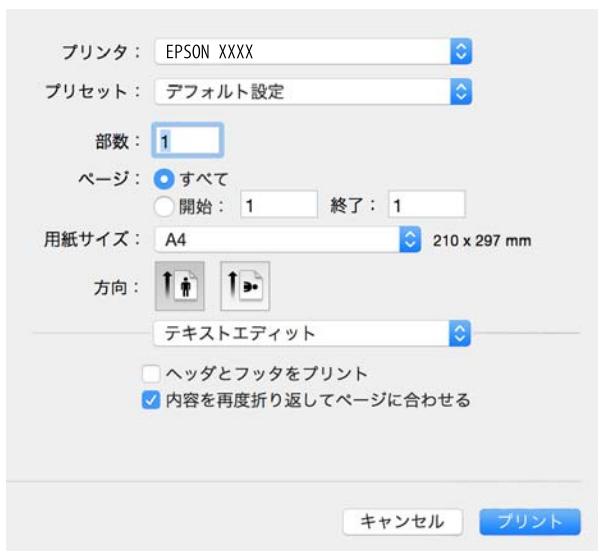 プリンタ： EPSON XXXX
プリセット： デフォルト設定
部数： 1
ページ： すべて
開始： 1 終了： 1
用紙サイズ： A4 210 x 297 mm
方向：
テキストエディット
ヘッダとフッタをプリント
内容を再度折り返してページに合わせる
キャンセル プリント